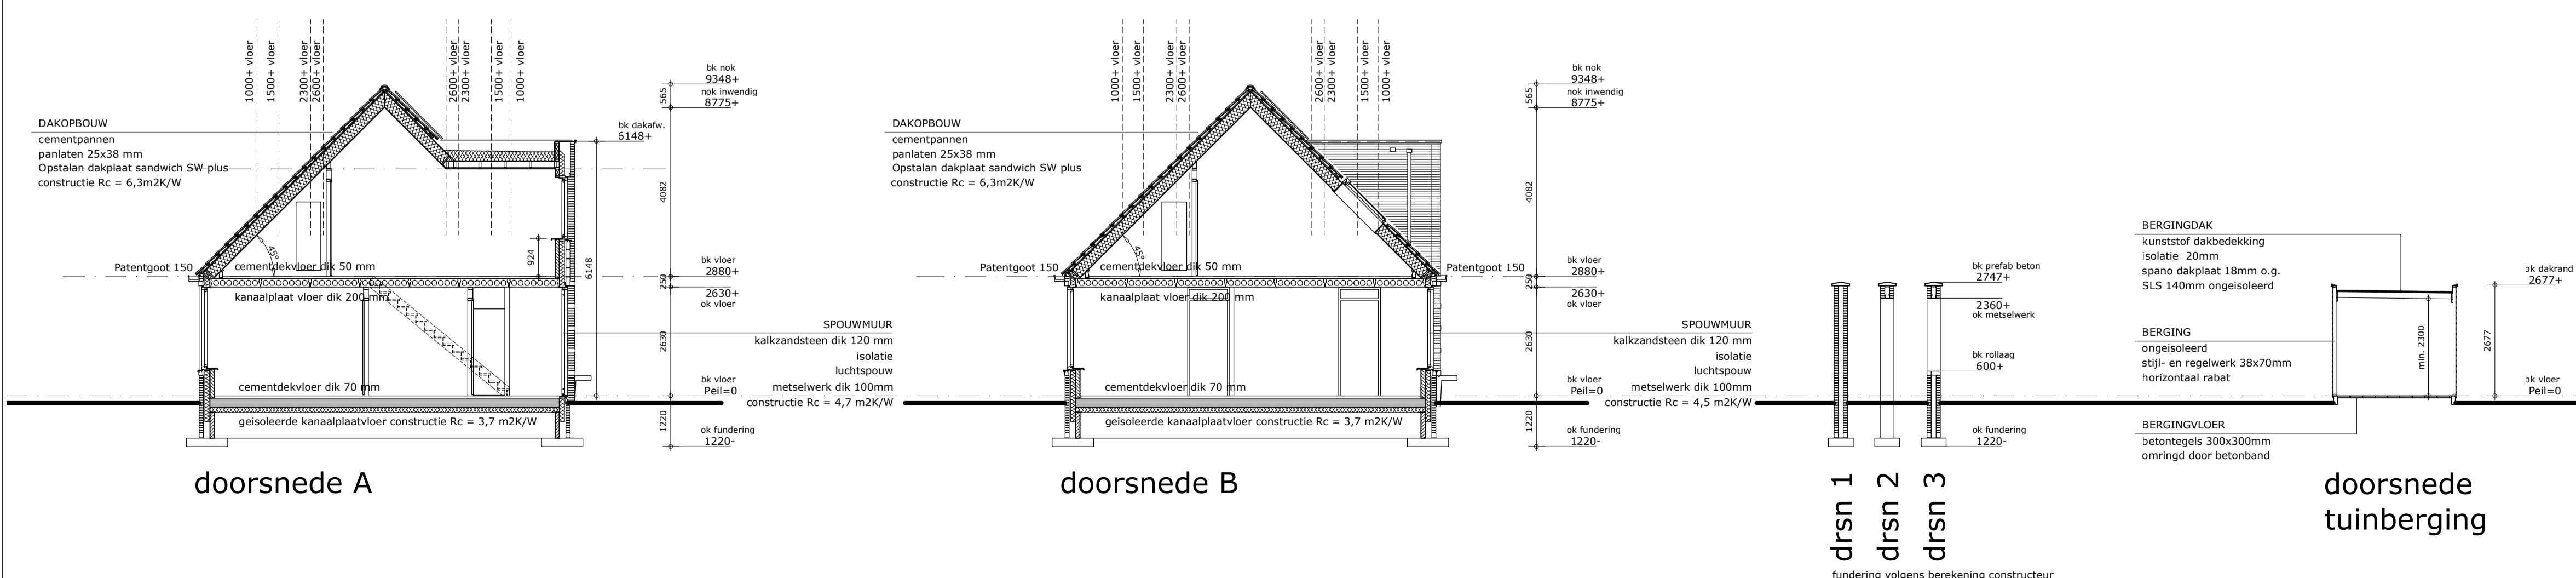 1000+ vloer
1500+ vloer
2300+ vloer
2600+ vloer
2600+ vloer
2300+ vloer
1500+ vloer
1000+ vloer
bk nok
9348+
nok inwendig
8775+
565
DAKOPBOUW
cementpannen
panlaten 25x38 mm
Opstalan dakplaat sandwich SW plus
constructie Rc = 6,3m2K/W
bk dakafw.
6148+
4082
45°
924
6148
Patentgoot 150
cementdekvloer dik 50 mm
bk vloer
2880+
250
2630+
ok vloer
kanaalplaat vloer dik 200 mm
2630
SPOUWMUUR
kalkzandsteen dik 120 mm
isolatie
luchtspouw
metselwerk dik 100mm
constructie Rc = 4,7 m2K/W
cementdekvloer dik 70 mm
bk vloer
Peil=0
geisoleerde kanaalplaatvloer constructie Rc = 3,7 m2K/W
1220
ok fundering
1220-
doorsnede A
1000+ vloer
1500+ vloer
2300+ vloer
2600+ vloer
2600+ vloer
2300+ vloer
1500+ vloer
1000+ vloer
bk nok
9348+
nok inwendig
8775+
565
DAKOPBOUW
cementpannen
panlaten 25x38 mm
Opstalan dakplaat sandwich SW plus
constructie Rc = 6,3m2K/W
4082
45°
Patentgoot 150
cementdekvloer dik 50 mm
Patentgoot 150
bk vloer
2880+
250
2630+
ok vloer
kanaalplaat vloer dik 200 mm
2630
SPOUWMUUR
kalkzandsteen dik 120 mm
isolatie
luchtspouw
metselwerk dik 100mm
constructie Rc = 4,5 m2K/W
cementdekvloer dik 70 mm
bk vloer
Peil=0
geisoleerde kanaalplaatvloer constructie Rc = 3,7 m2K/W
1220
ok fundering
1220-
doorsnede B
bk prefab beton
2747+
2360+
ok metselwerk
bk rollaag
600+
ok fundering
1220-
drsn 1
drsn 2
drsn 3
fundering volgens berekening constructeur
BERGINGDAK
kunststof dakbedekking
isolatie 20mm
spano dakplaat 18mm o.g.
SLS 140mm ongeisoleerd
BERGING
ongeisoleerd
stijl- en regelwerk 38x70mm
horizontaal rabat
BERGINGVLOER
betontegels 300x300mm
omringd door betonband
min. 2300
2677
bk dakrand
2677+
bk vloer
Peil=0
doorsnede
tuinberging